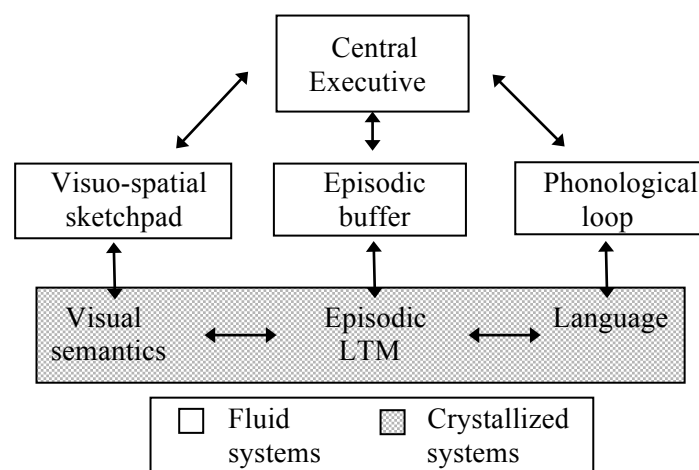 Central
Executive
Visuo-spatial
sketchpad
Episodic
buffer
Phonological
loop
Visual
semantics
Episodic
LTM
Language
Fluid
systems
Crystallized
systems